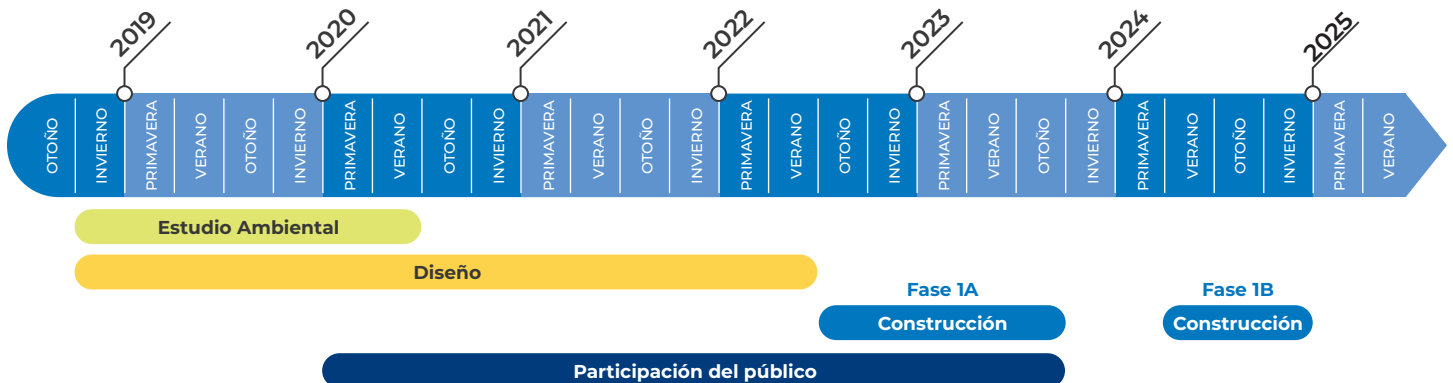 2019
2020
2021
2022
2023
2024
2025
OTOÑO
INVIERNO
PRIMAVERA
VERANO
OTOÑO
INVIERNO
PRIMAVERA
VERANO
OTOÑO
INVIERNO
PRIMAVERA
VERANO
OTOÑO
INVIERNO
PRIMAVERA
VERANO
OTOÑO
INVIERNO
PRIMAVERA
VERANO
OTOÑO
INVIERNO
PRIMAVERA
VERANO
OTOÑO
INVIERNO
PRIMAVERA
VERANO
Estudio Ambiental
Diseño
Fase 1A
Fase 1B
Construcción
Construcción
Participación del público